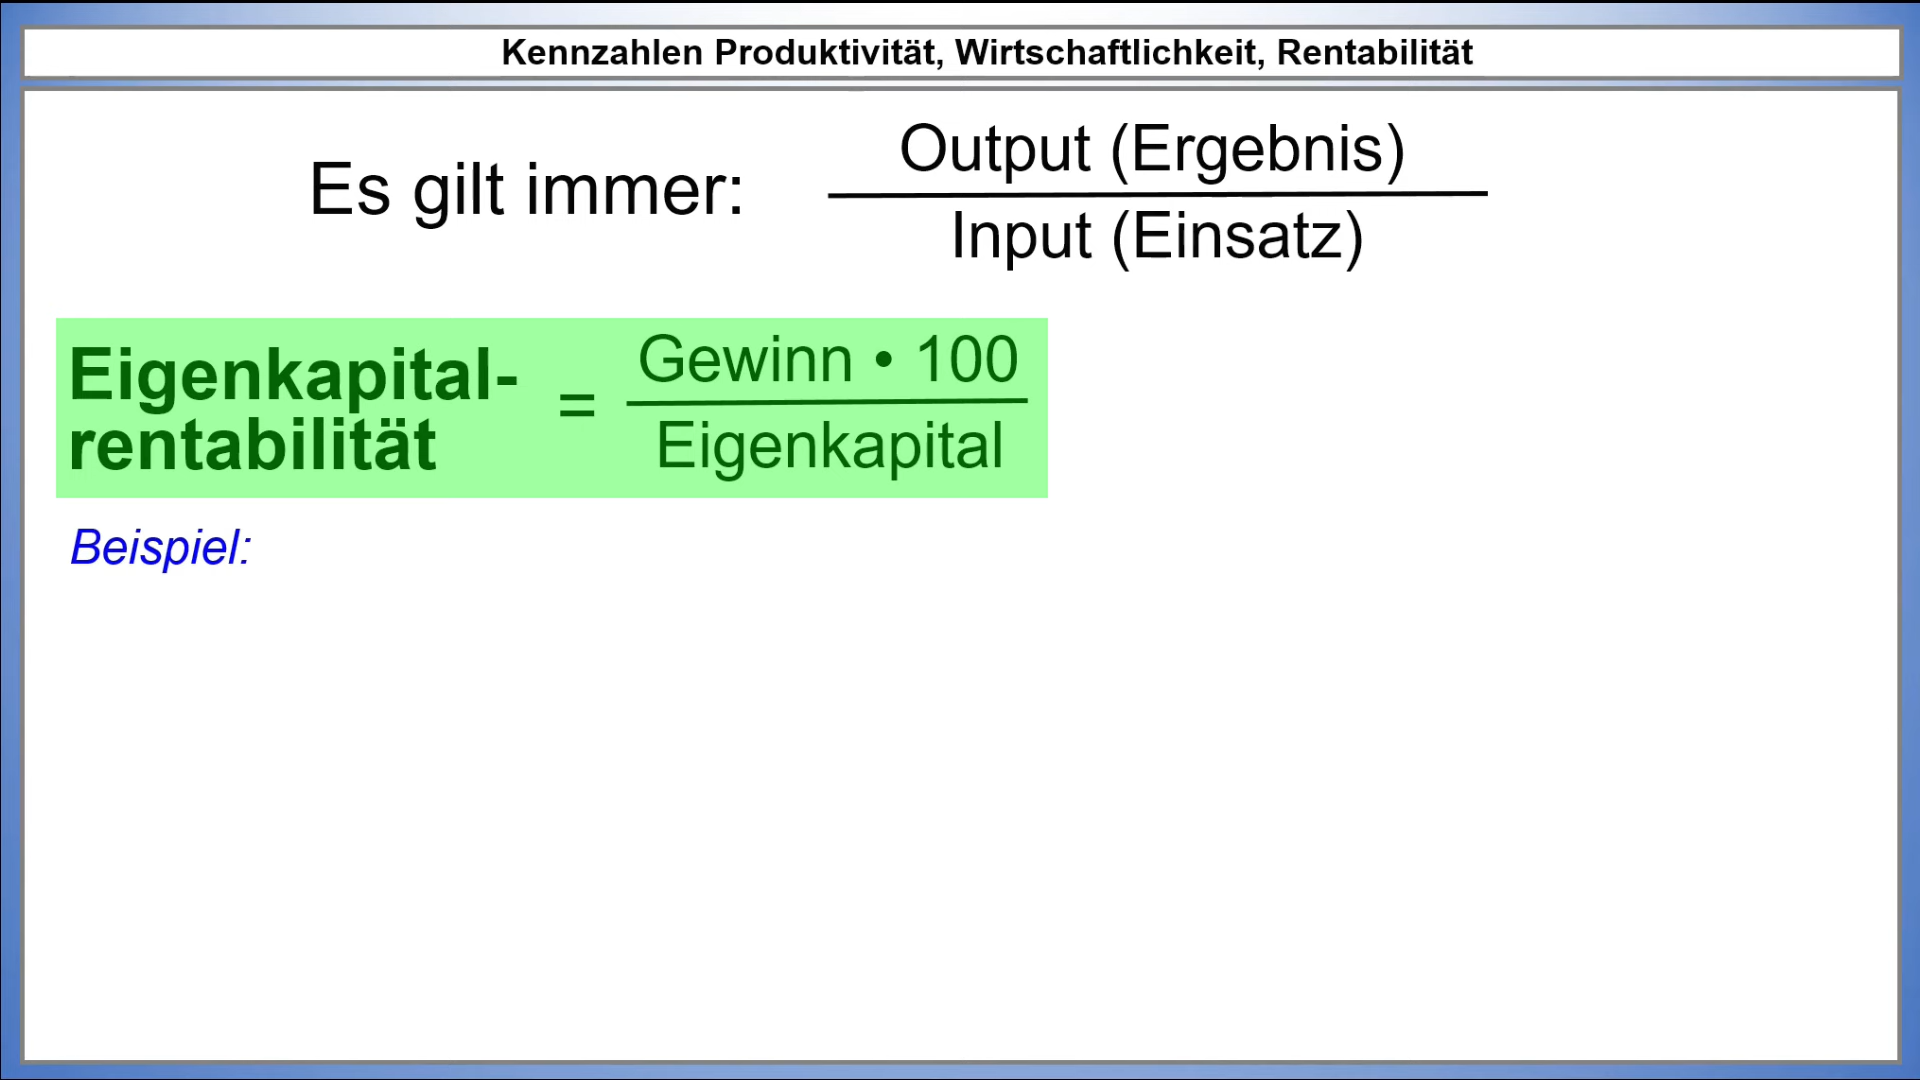 Kennzahlen Produktivität, Wirtschaftlichkeit, Rentabilität
Es gilt immer:
Output (Ergebnis)
Input (Einsatz)
Eigenkapital-
rentabilität
=
Gewinn • 100
Eigenkapital
Beispiel: